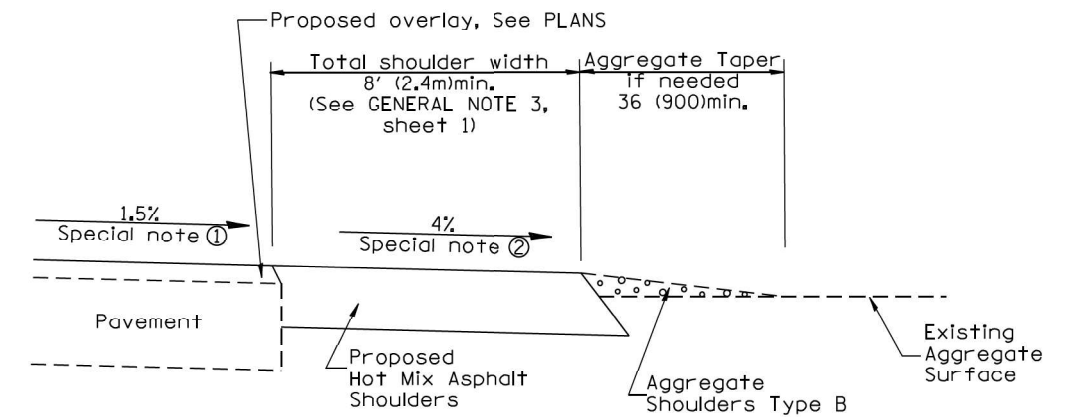 Proposed overlay, See PLANS
Total shoulder width
8' (2.4m)min.
(See GENERAL NOTE 3,
sheet 1)
Aggregate Taper
if needed
36 (900)min.
1.5%
Special note ①
4%
Special note ②
Pavement
Proposed
Hot Mix Asphalt
Shoulders
Aggregate
Shoulders Type B
Existing
Aggregate
Surface